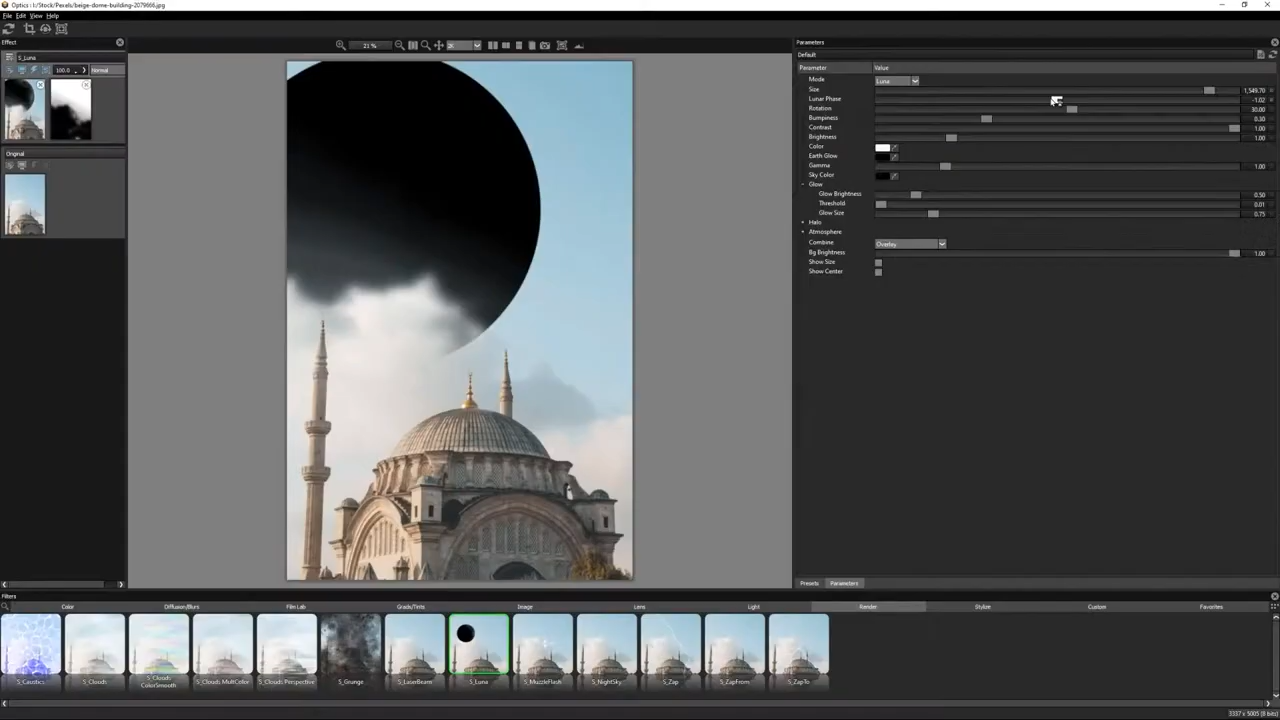 Optics : I:/Stock/Pexels/beige-dome-building-2079666.jpg
File Edit View Help
Effect
S_Luna
100.0
Normal
Original
21 %
2K
Parameters
Default
Parameter Value
Mode Luna
Size 1,549.70
Lunar Phase -1.02
Rotation 30.00
Bumpiness 0.30
Contrast 1.00
Brightness 1.00
Color
Earth Glow
Gamma 1.00
Sky Color
Glow
Glow Brightness 0.50
Threshold 0.01
Glow Size 0.75
Halo
Atmosphere
Combine Overlay
Bg Brightness 1.00
Show Size
Show Center
Presets Parameters
Filters
Color Diffusion/Blurs Film Lab Grads/Tints Image Lens Light Render Stylize Custom Favorites
S_Caustics S_Clouds S_Clouds ColorSmooth S_Clouds MultColor S_Clouds Perspective S_Grunge S_LaserBeam S_Luna S_MuzzleFlash S_NightSky S_Zap S_ZapFrom S_ZapTo
3337 x 5005 (8 bits)